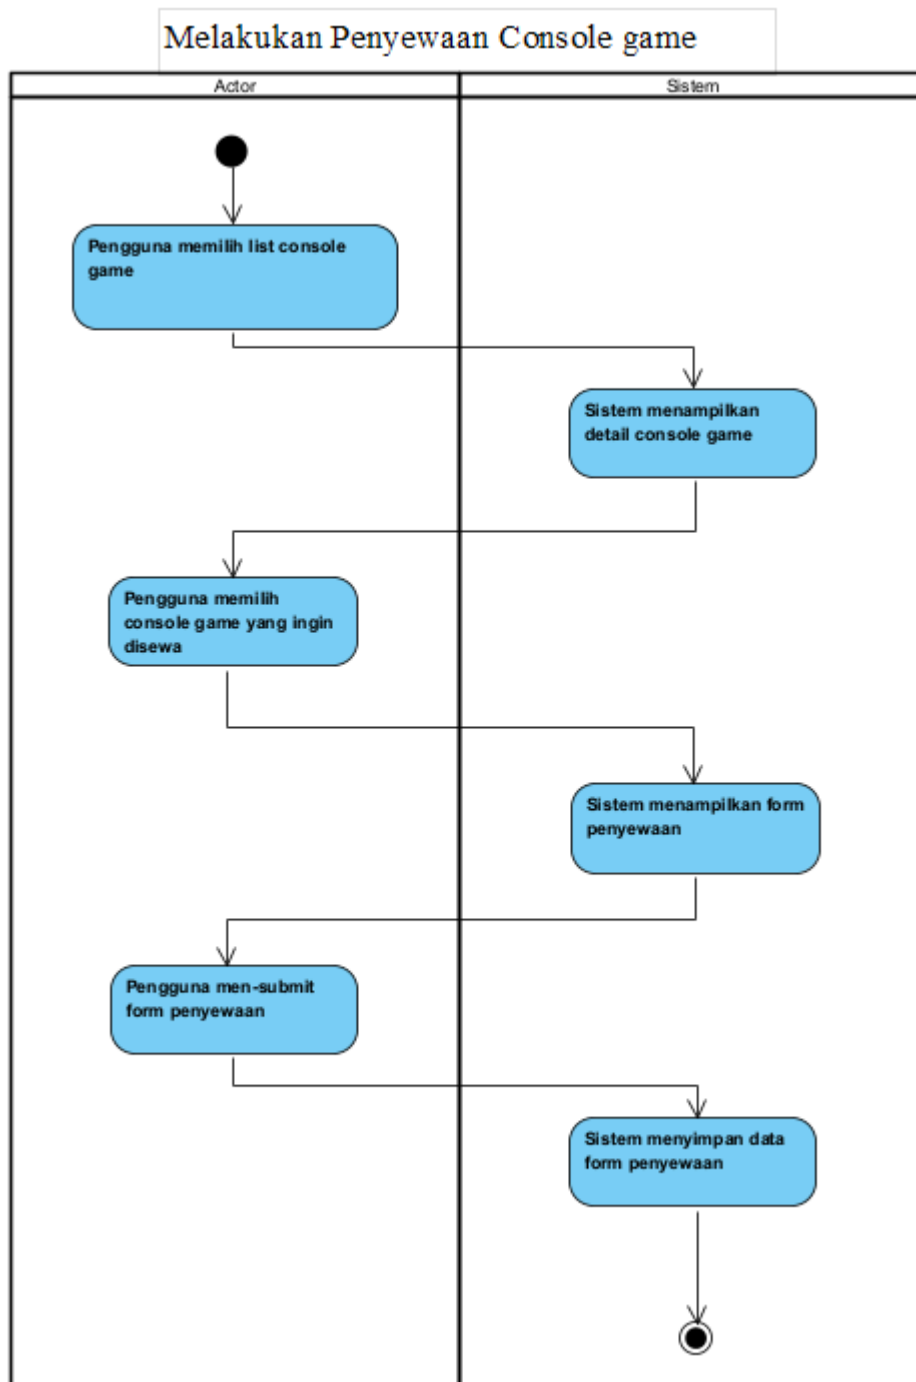 Melakukan Penyewaan Console game
Actor
Sistem
Pengguna memilih list console
game
Sistem menampilkan
detail console game
Pengguna memilih
console game yang ingin
disewa
Sistem menampilkan form
penyewaan
Pengguna men-submit
form penyewaan
Sistem menyimpan data
form penyewaan